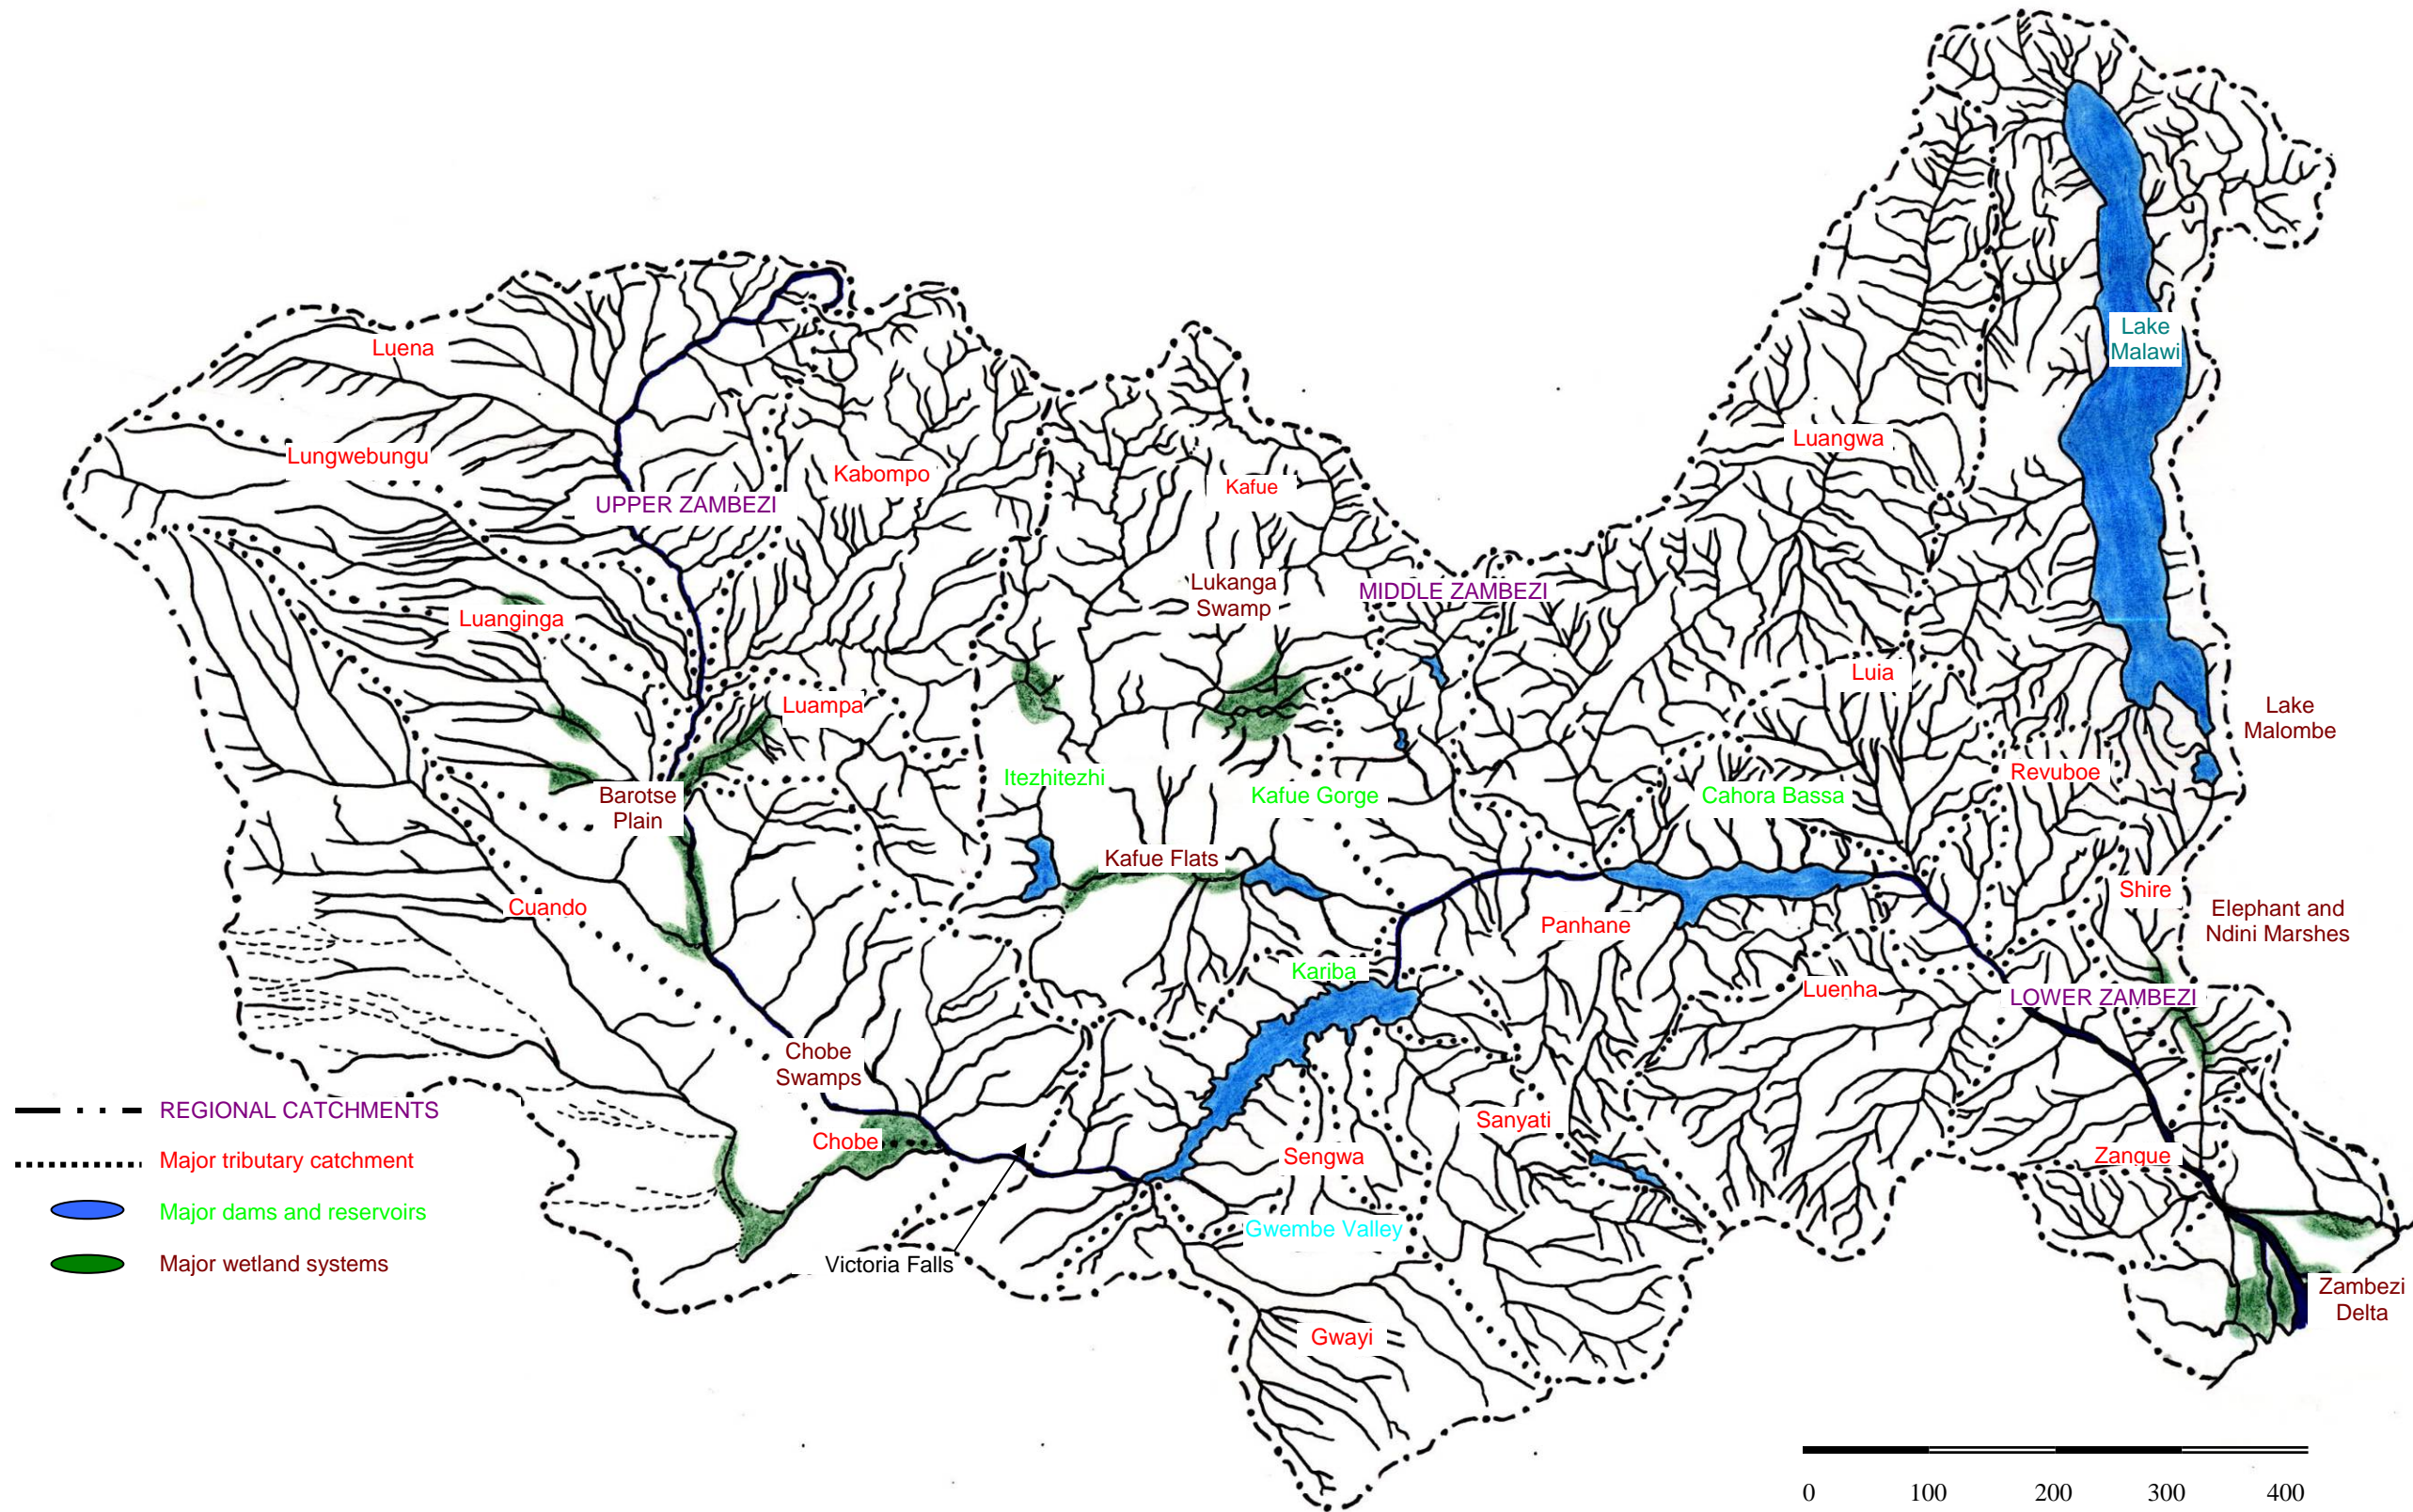 Lake
Malawi
Luena
Luangwa
Lungwebungu
Kabompo
Kafue
UPPER ZAMBEZI
Lukanga
Swamp
MIDDLE ZAMBEZI
Luanginga
Luia
Luampa
Lake
Malombe
Itezhitezhi
Revuboe
Barotse
Plain
Kafue Gorge
Cahora Bassa
Kafue Flats
Shire
Cuando
Panhane
Elephant and
Ndini Marshes
Kariba
Luenha
LOWER ZAMBEZI
Chobe
Swamps
REGIONAL CATCHMENTS
Sanyati
Chobe
Major tributary catchment
Sengwa
Zanque
Major dams and reservoirs
Gwembe Valley
Major wetland systems
Victoria Falls
Zambezi
Delta
Gwayi
0 100 200 300 400